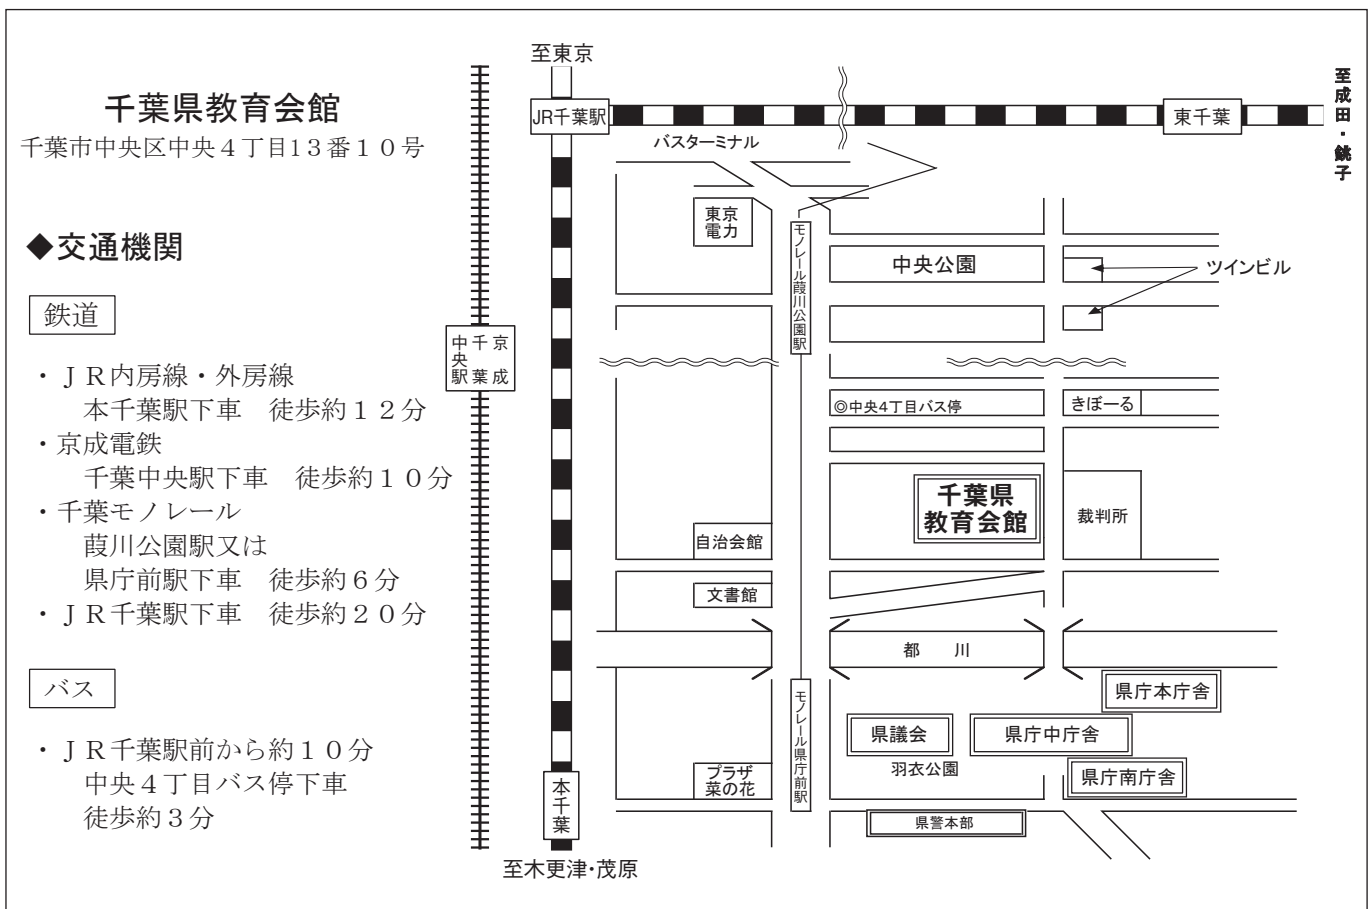 千葉県教育会館
千葉市中央区中央４丁目１３番１０号
◆交通機関
鉄道
・ＪＲ内房線・外房線
本千葉駅下車　徒歩約１２分
・京成電鉄
千葉中央駅下車　徒歩約１０分
・千葉モノレール
葭川公園駅又は
県庁前駅下車　徒歩約６分
・ＪＲ千葉駅下車　徒歩約２０分
バス
・ＪＲ千葉駅前から約１０分
中央４丁目バス停下車
徒歩約３分
至東京
JR千葉駅
東千葉
至成田・銚子
バスターミナル
東京
電力
モノレール葭川公園駅
中央公園
ツインビル
京成
千葉
中央駅
◎中央4丁目バス停
きぼーる
千葉県
教育会館
裁判所
自治会館
文書館
都　川
県庁本庁舎
モノレール県庁前駅
県議会
県庁中庁舎
羽衣公園
県庁南庁舎
プラザ
菜の花
本千葉
県警本部
至木更津･茂原